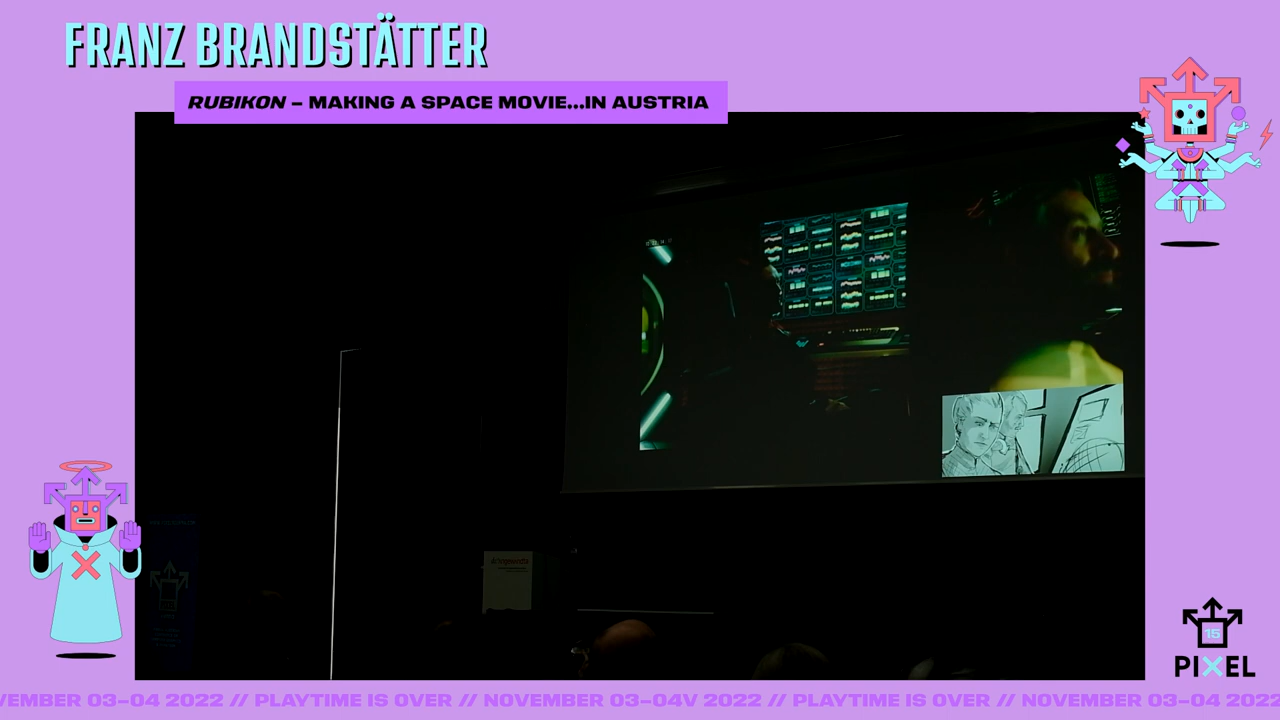 FRANZ BRANDSTÄTTER
RUBIKON – MAKING A SPACE MOVIE...IN AUSTRIA
15
PIXEL
VEMBER 03–04 2022 // PLAYTIME IS OVER // NOVEMBER 03–04V 2022 // PLAYTIME IS OVER // NOVEMBER 03–04 2022